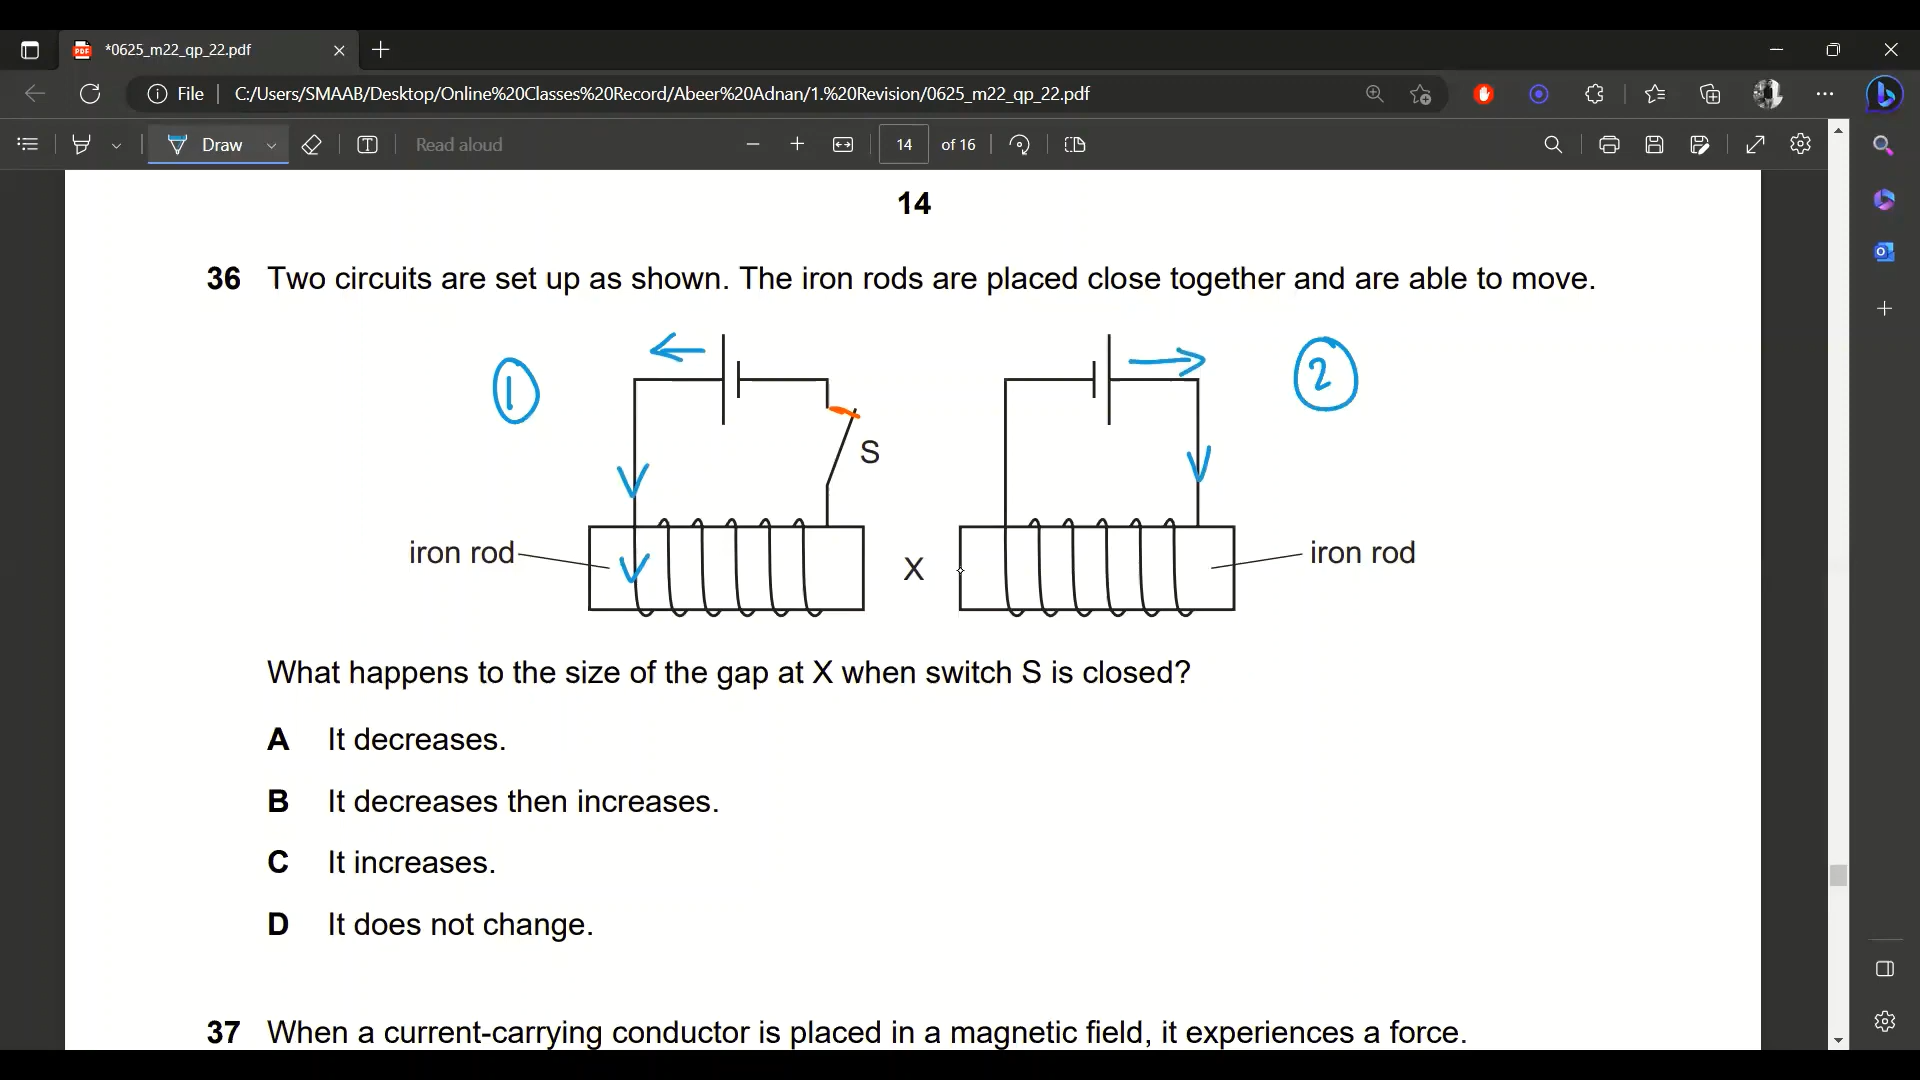 *0625_m22_qp_22.pdf
File | C:/Users/SMAAB/Desktop/Online%20Classes%20Record/Abeer%20Adnan/1.%20Revision/0625_m22_qp_22.pdf
Draw
Read aloud
14 of 16
14
36 Two circuits are set up as shown. The iron rods are placed close together and are able to move.
1
2
S
iron rod
X
iron rod
What happens to the size of the gap at X when switch S is closed?
A It decreases.
B It decreases then increases.
C It increases.
D It does not change.
37 When a current-carrying conductor is placed in a magnetic field, it experiences a force.